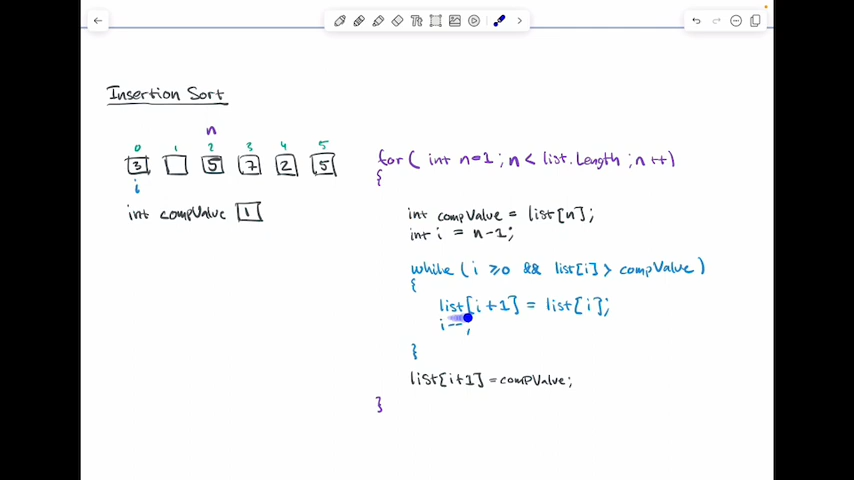 Insertion Sort
n
0 1 2 3 4 5
3 5 7 2 5
i
int compValue 1
for( int n=1; n < list.Length; n++)
{
int compValue = list[n];
int i = n-1;
while( i ≥0 && list[i] > compValue)
{
list[i+1] = list[i];
i--;
}
list[i+1] = compValue;
}